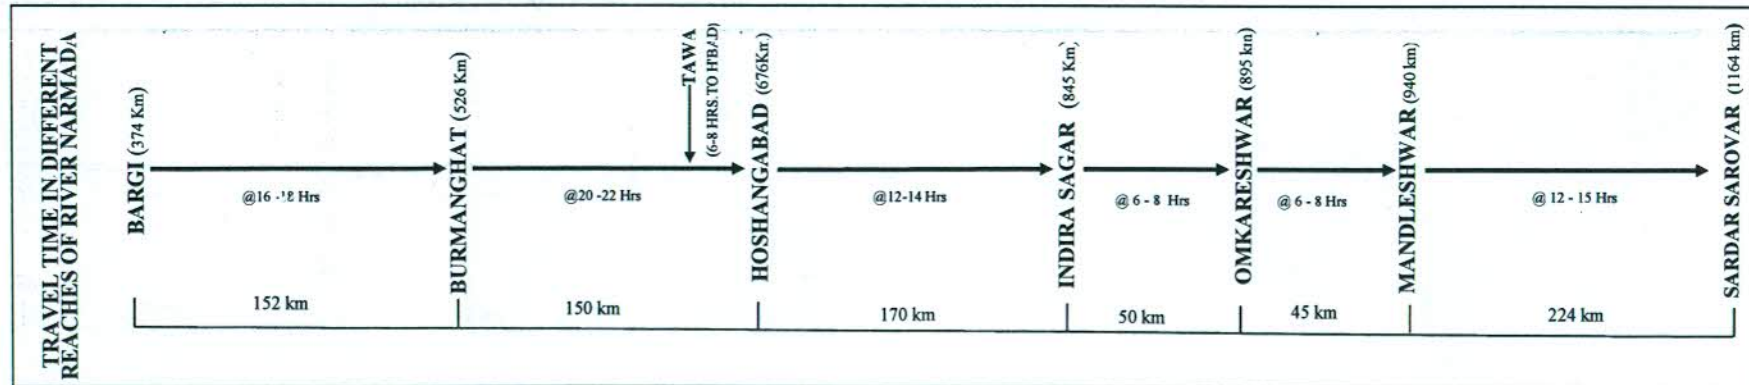 TRAVEL TIME IN DIFFERENT
REACHES OF RIVER NARMADA
BARGI (374 Km)
@16 -18 Hrs
BURMANGHAT (526 Km)
@20 -22 Hrs
TAWA
(6-8 HRS.TO H'BAD)
HOSHANGABAD (676Km)
@12-14 Hrs
INDIRA SAGAR (845 Km)
@ 6 - 8 Hrs
OMKARESHWAR (895 km)
@ 6 - 8 Hrs
MANDLESHWAR (940 km)
@ 12 - 15 Hrs
SARDAR SAROVAR (1164 km)
152 km
150 km
170 km
50 km
45 km
224 km